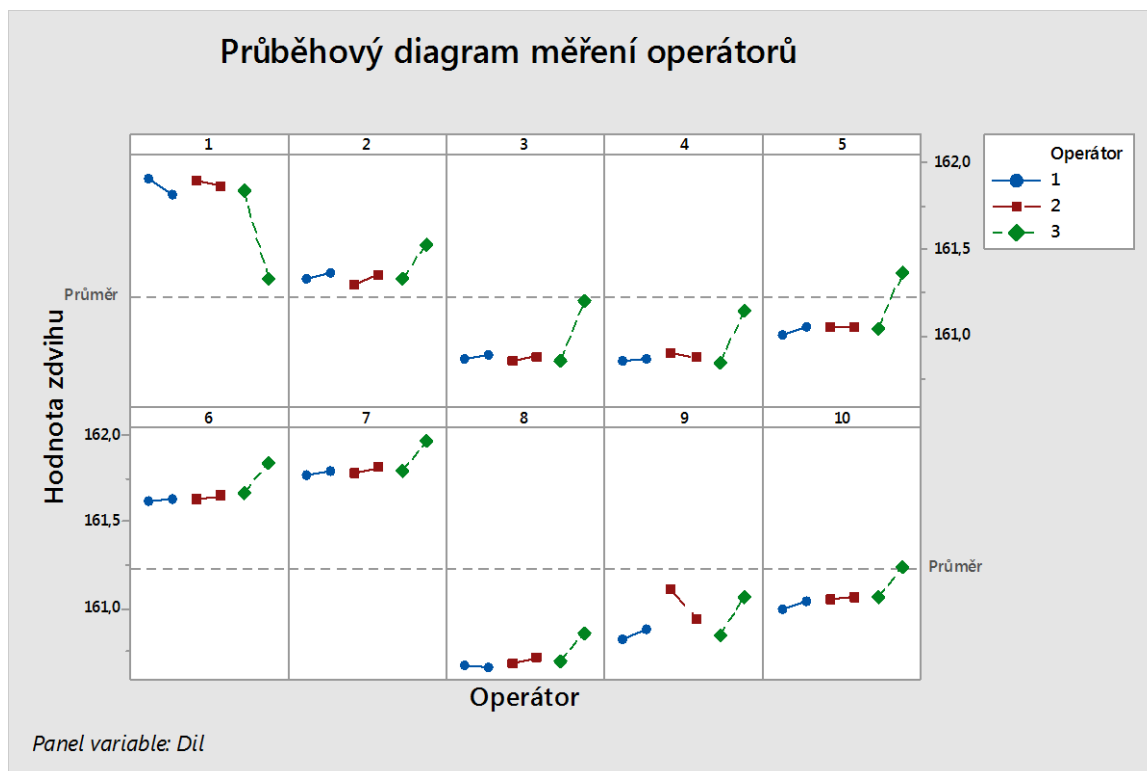 Průběhový diagram měření operátorů
1 2 3 4 5
162,0
161,5
161,0
Průměr
Operátor
1
2
3
Hodnota zdvihu
6 7 8 9 10
162,0
161,5
161,0
Průměr
Operátor
Panel variable: Dil